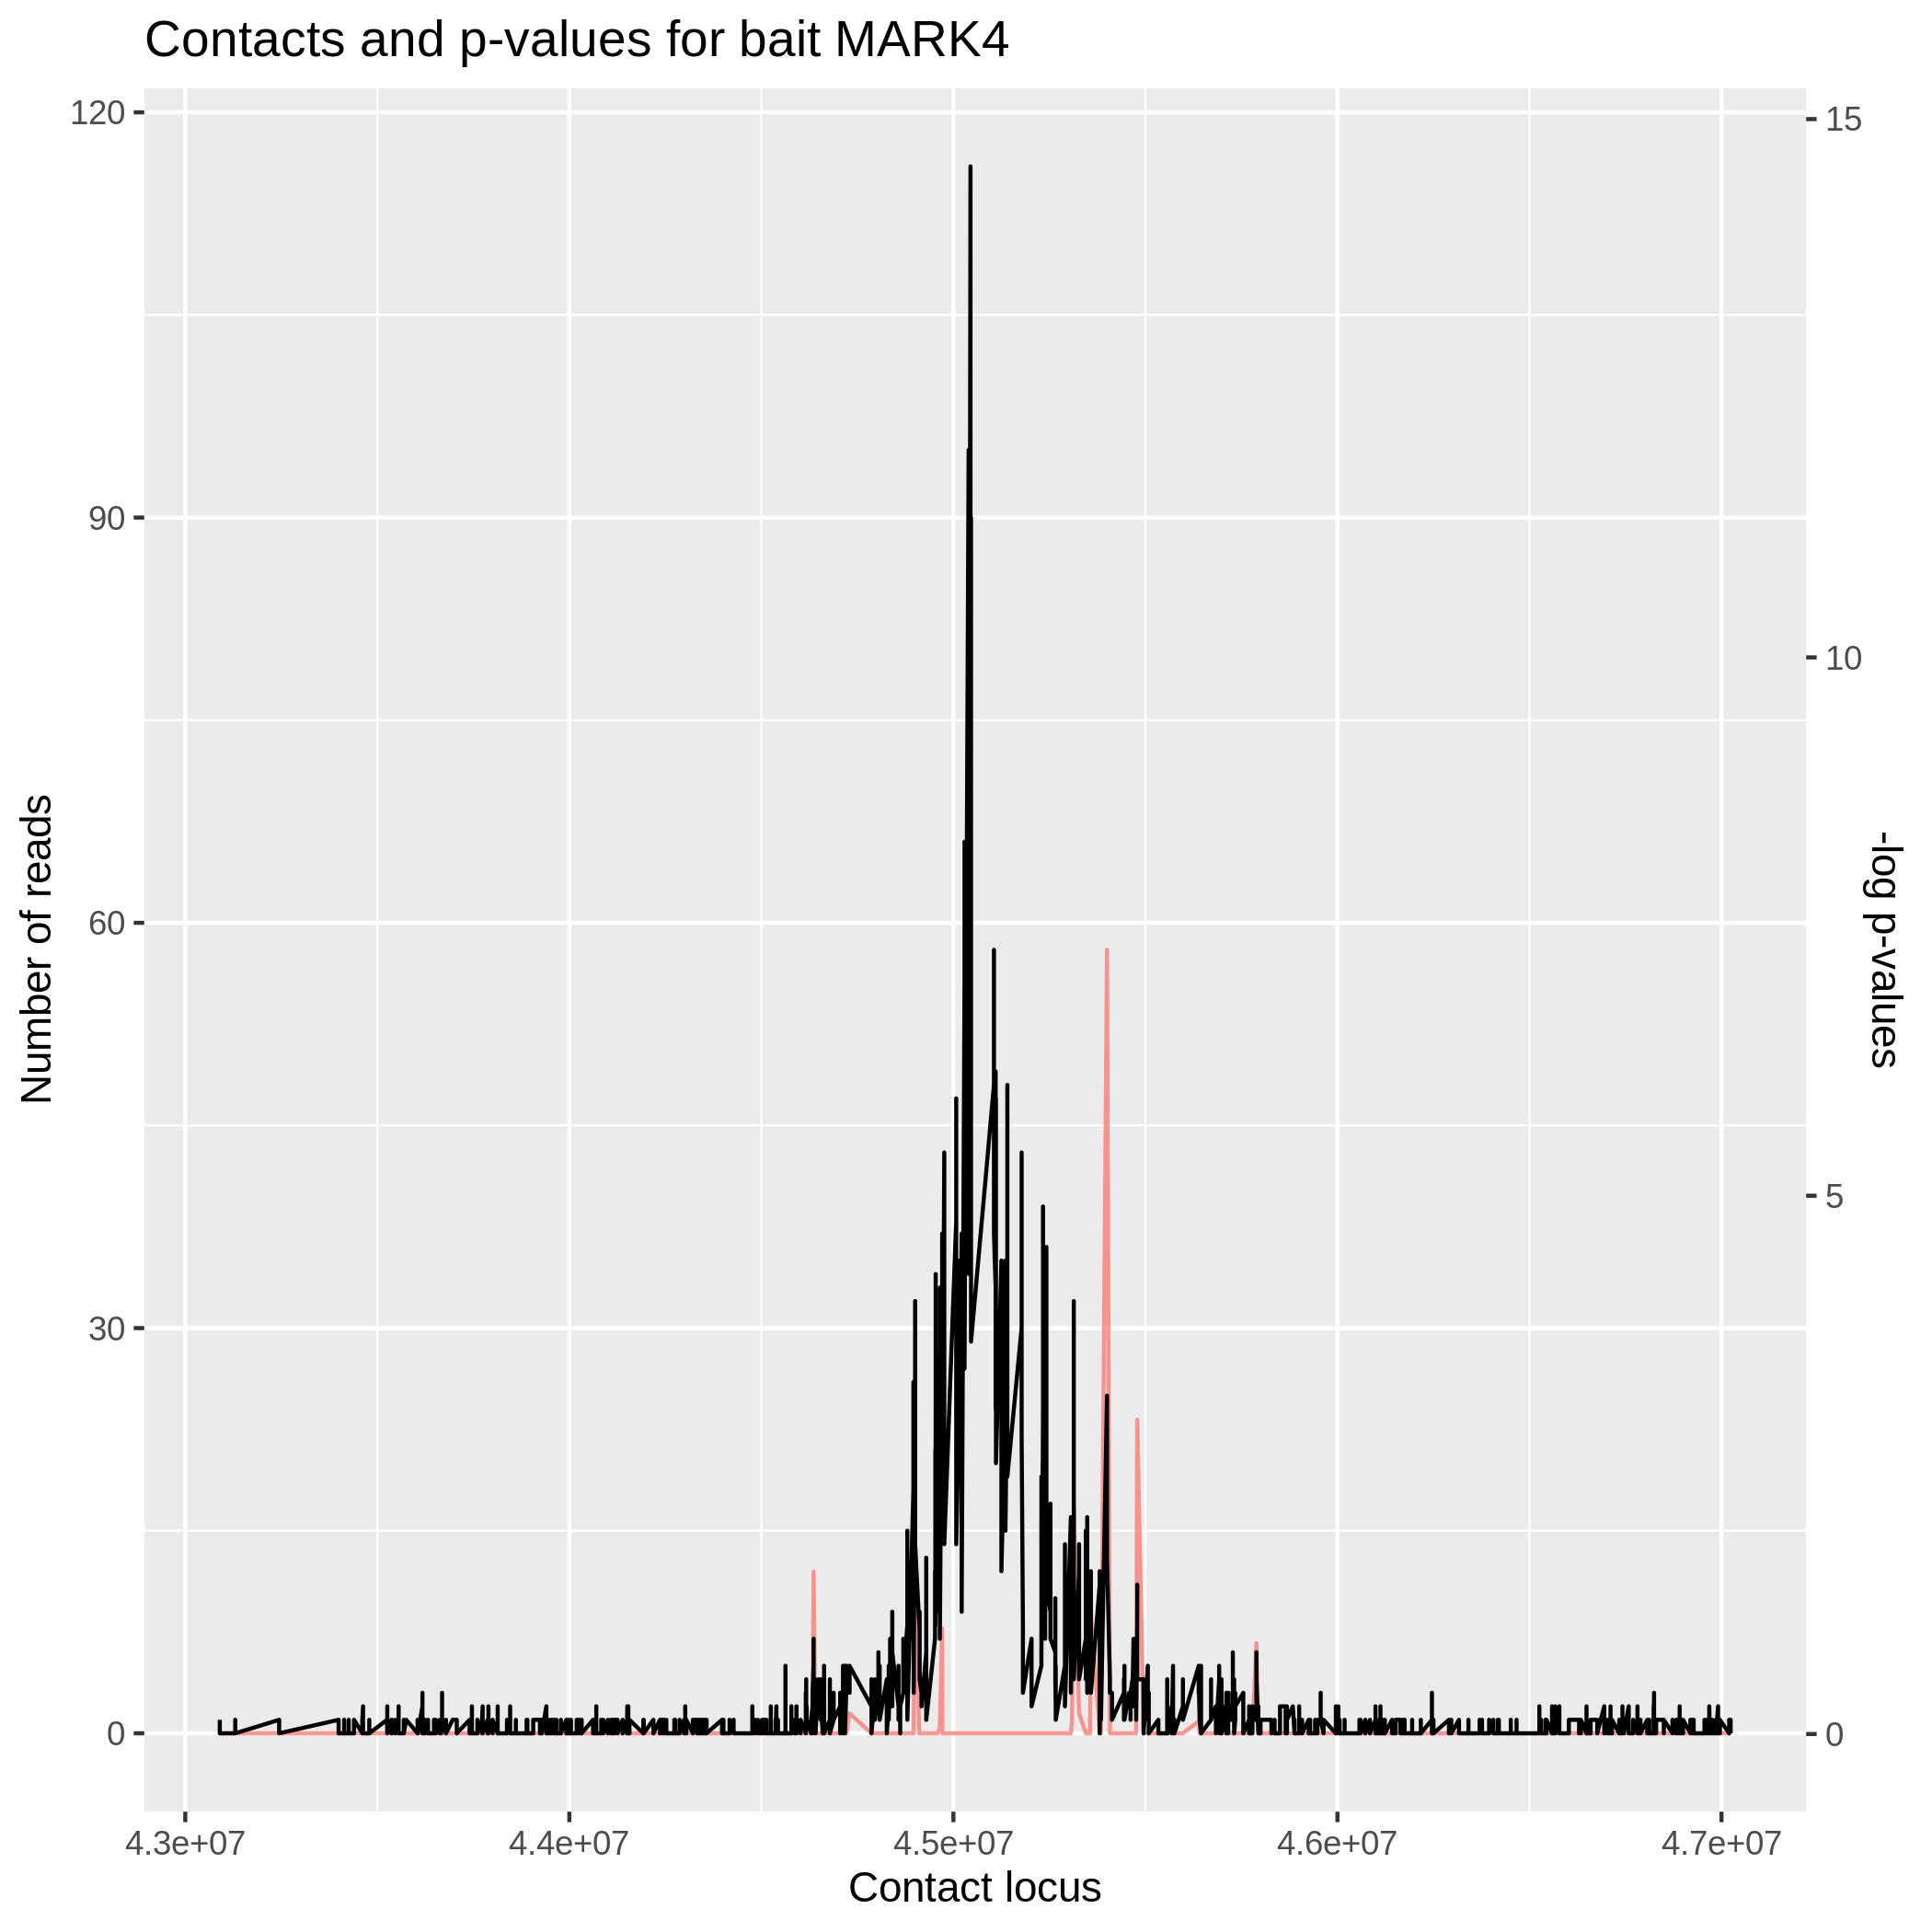 Contacts and p-values for bait MARK4
120
90
60
30
0
Number of reads
15
10
5
0
-log p-values
4.3e+07
4.4e+07
4.5e+07
4.6e+07
4.7e+07
Contact locus